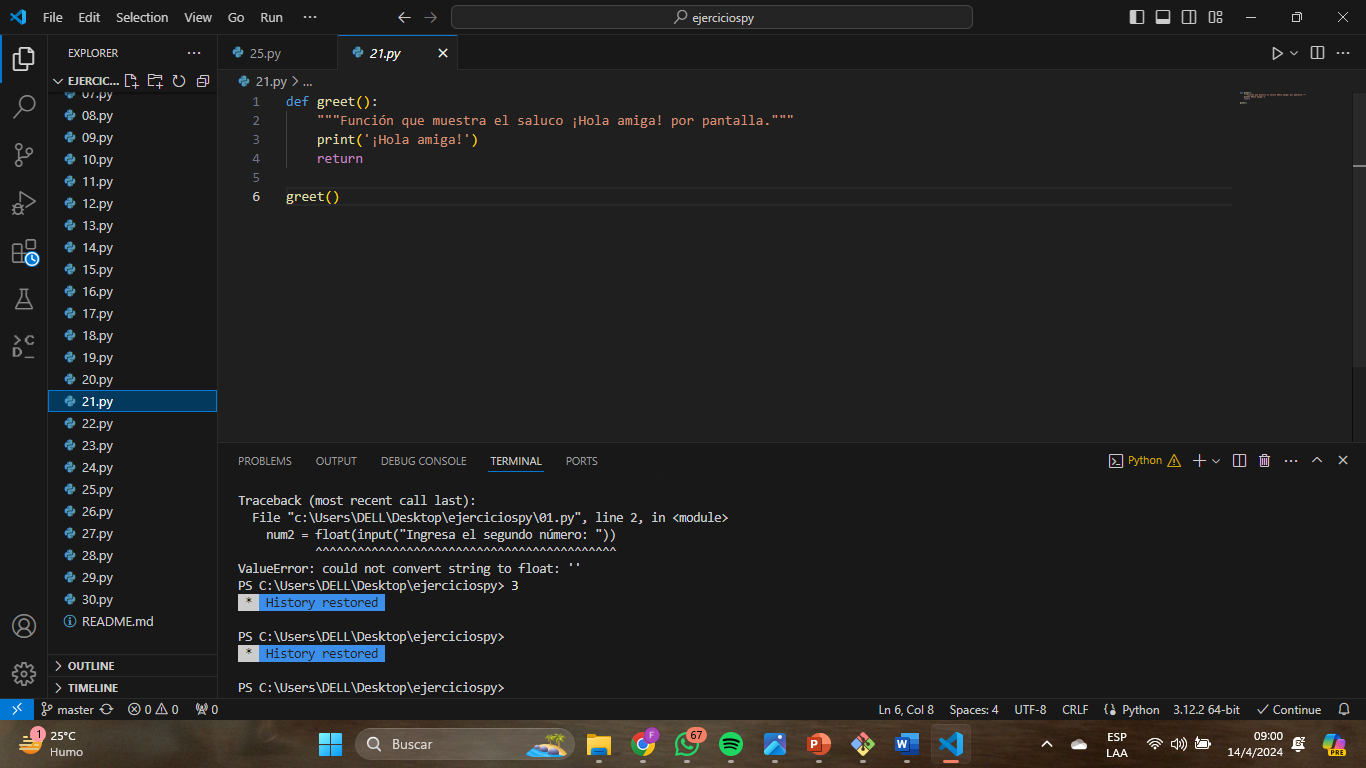 File Edit Selection View Go Run ···
ejerciciospy
EXPLORER ···
25.py
21.py
EJERCIC...
21.py > ...
07.py
08.py
09.py
10.py
11.py
12.py
13.py
14.py
15.py
16.py
17.py
18.py
19.py
20.py
21.py
22.py
23.py
24.py
25.py
26.py
27.py
28.py
29.py
30.py
README.md
OUTLINE
TIMELINE
1 def greet():
2 """Función que muestra el saluco ¡Hola amiga! por pantalla."""
3 print('¡Hola amiga!')
4 return
5
6 greet()
PROBLEMS OUTPUT DEBUG CONSOLE TERMINAL PORTS
Python
Traceback (most recent call last):
File "c:\Users\DELL\Desktop\ejerciciospy\01.py", line 2, in <module>
num2 = float(input("Ingresa el segundo número: "))
^^^^^^^^^^^^^^^^^^^^^^^^^^^^^^^^^^^^^^^^^^^
ValueError: could not convert string to float: ''
PS C:\Users\DELL\Desktop\ejerciciospy> 3
* History restored
PS C:\Users\DELL\Desktop\ejerciciospy>
* History restored
PS C:\Users\DELL\Desktop\ejerciciospy>
master 0 0 0
Ln 6, Col 8 Spaces: 4 UTF-8 CRLF Python 3.12.2 64-bit Continue
1
25°C
Humo
Buscar
F
67
ESP
LAA
09:00
14/4/2024
PRE